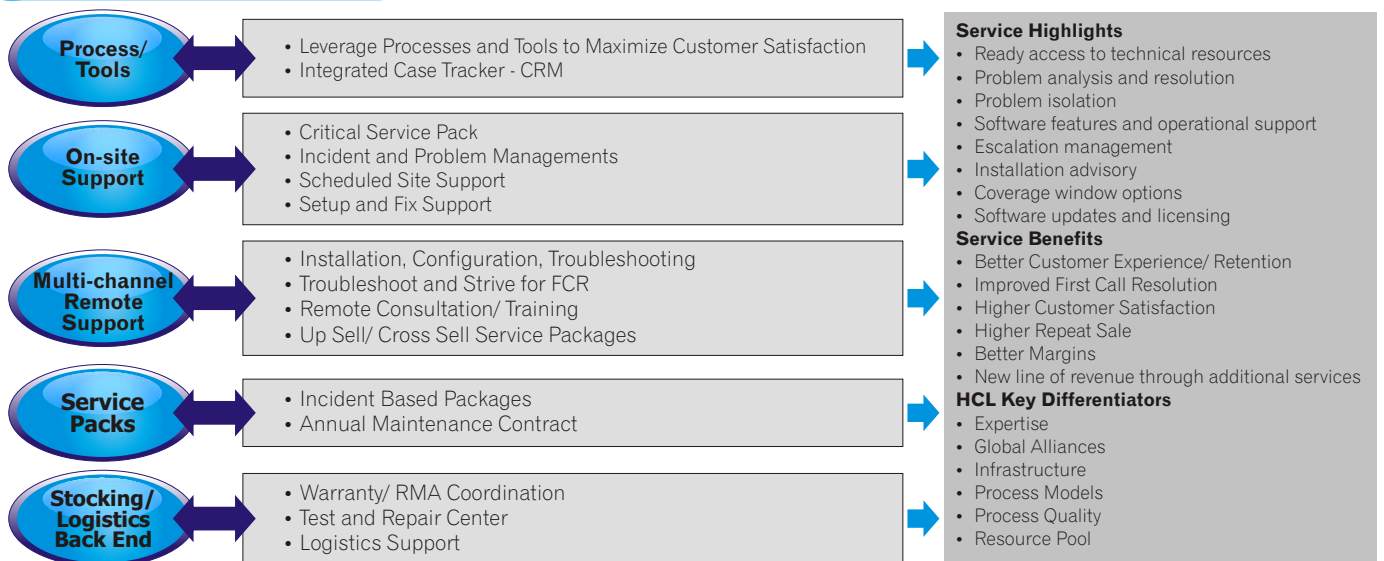 Process/
Tools
• Leverage Processes and Tools to Maximize Customer Satisfaction
• Integrated Case Tracker - CRM
On-site
Support
• Critical Service Pack
• Incident and Problem Managements
• Scheduled Site Support
• Setup and Fix Support
Multi-channel
Remote
Support
• Installation, Configuration, Troubleshooting
• Troubleshoot and Strive for FCR
• Remote Consultation/ Training
• Up Sell/ Cross Sell Service Packages
Service
Packs
• Incident Based Packages
• Annual Maintenance Contract
Stocking/
Logistics
Back End
• Warranty/ RMA Coordination
• Test and Repair Center
• Logistics Support
Service Highlights
• Ready access to technical resources
• Problem analysis and resolution
• Problem isolation
• Software features and operational support
• Escalation management
• Installation advisory
• Coverage window options
• Software updates and licensing
Service Benefits
• Better Customer Experience/ Retention
• Improved First Call Resolution
• Higher Customer Satisfaction
• Higher Repeat Sale
• Better Margins
• New line of revenue through additional services
HCL Key Differentiators
• Expertise
• Global Alliances
• Infrastructure
• Process Models
• Process Quality
• Resource Pool